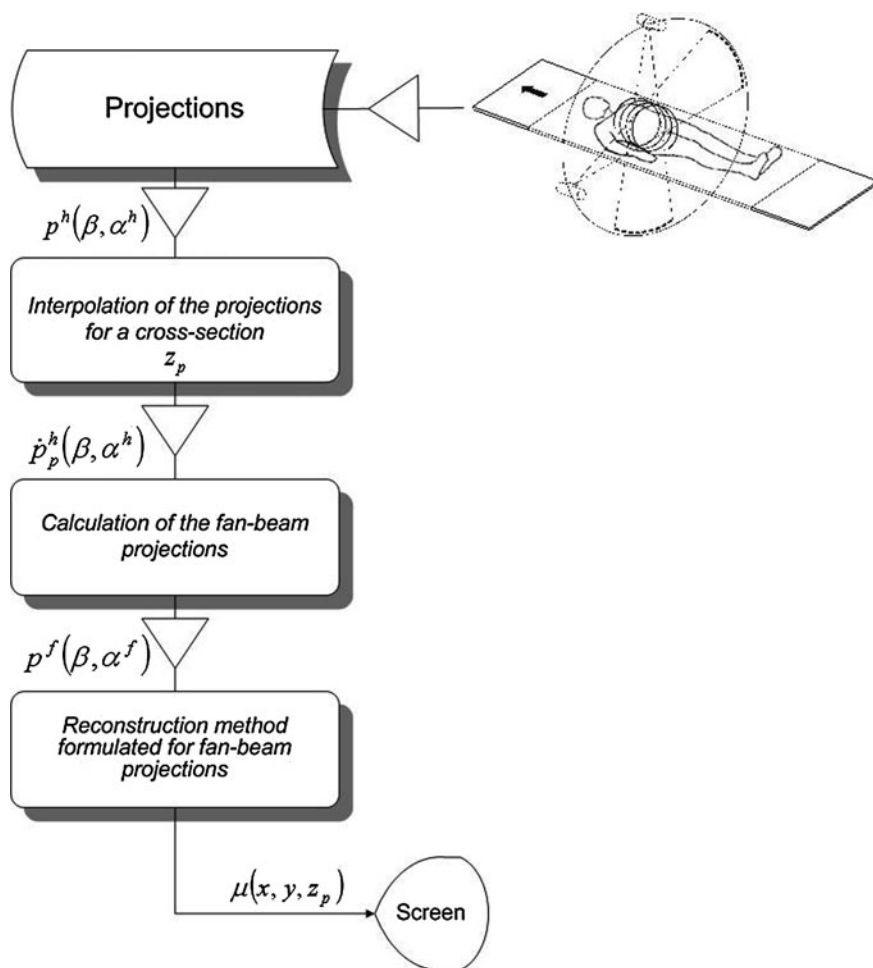 Projections
p^h(β, α^h)
Interpolation of the projections
for a cross-section
z_p
ṗ_p^h(β, α^h)
Calculation of the fan-beam
projections
p^f(β, α^f)
Reconstruction method
formulated for fan-beam
projections
μ(x, y, z_p)
Screen